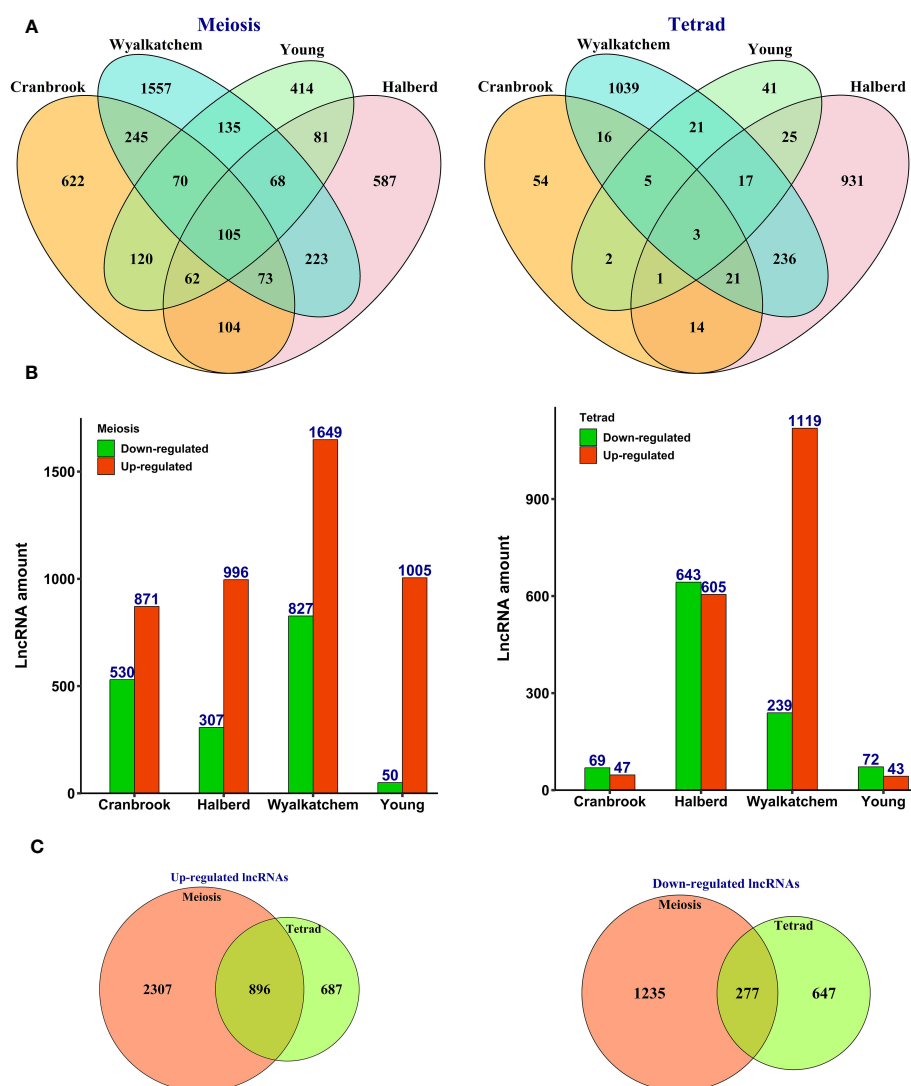 A
Meiosis
Tetrad
Wyalkatchem
Young
Cranbrook
Halberd
1557
414
135
245
81
622
70
68
587
105
120
62
73
223
104
Wyalkatchem
Young
Cranbrook
Halberd
1039
41
21
16
25
54
5
17
931
3
2
1
21
236
14
B
LncRNA amount
1500
1000
500
0
Meiosis
Down-regulated
Up-regulated
530
871
307
996
827
1649
50
1005
Cranbrook Halberd Wyalkatchem Young
LncRNA amount
900
600
300
0
Tetrad
Down-regulated
Up-regulated
69
47
643
605
239
1119
72
43
Cranbrook Halberd Wyalkatchem Young
C
Up-regulated lncRNAs
Meiosis
Tetrad
2307 896 687
Down-regulated lncRNAs
Meiosis
Tetrad
1235 277 647